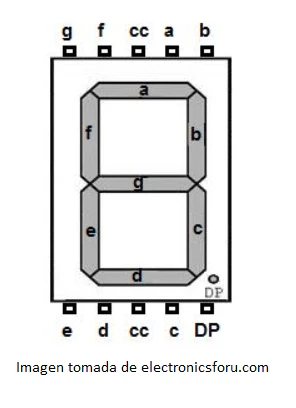 g f cc a b
a
f b
g
e c
d
DP
e d cc c DP
Imagen tomada de electronicsforu.com